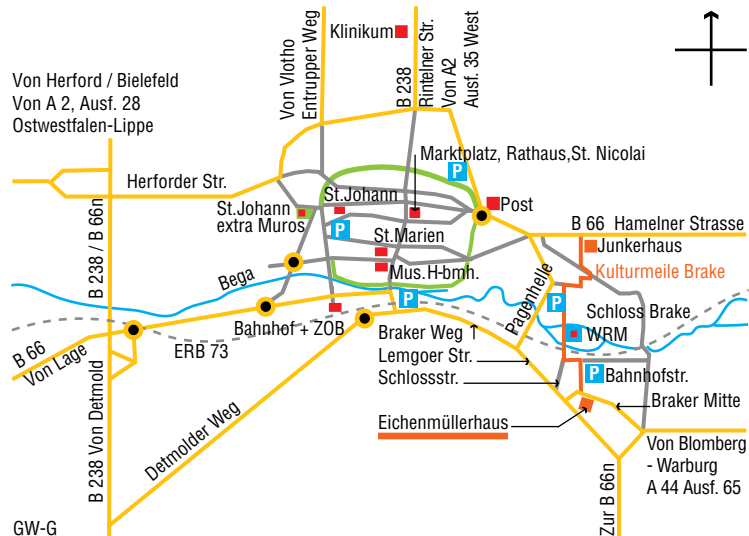 Klinikum
Von Vlotho
Entrupper Weg
B 238
Rintelner Str.
Von A2
Ausf. 35 West
Von Herford / Bielefeld
Von A 2, Ausf. 28
Ostwestfalen-Lippe
Marktplatz, Rathaus,St. Nicolai
P
Herforder Str.
St.Johann
Post
St.Johann
extra Muros
P
B 66 Hamelner Strasse
St.Marien
Junkerhaus
B 238 / B 66n
Bega
Mus.H-bmh.
Kulturmeile Brake
P
P
Pagenhelle
Schloss Brake,
WRM
P
Bahnhof + ZOB
Braker Weg ↑
B 66
Von Lage
ERB 73
Lemgoer Str.
Schlossstr.
P
Bahnhofstr.
Braker Mitte
B 238 Von Detmold
Detmolder Weg
Eichenmüllerhaus
Von Blomberg
- Warburg
A 44 Ausf. 65
Zur B 66n
GW-G